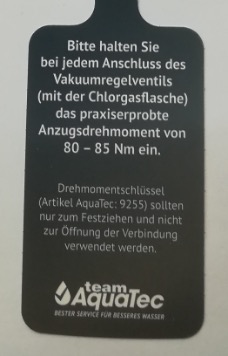 Bitte halten Sie
bei jedem Anschluss des
Vakuumregelventils
(mit der Chlorgasflasche)
das praxiserprobte
Anzugsdrehmoment von
80 – 85 Nm ein.
Drehmomentschlüssel
(Artikel AquaTec: 9255) sollten
nur zum Festziehen und nicht
zur Öffnung der Verbindung
verwendet werden.
team
AquaTec
BESTER SERVICE FÜR BESSERES WASSER